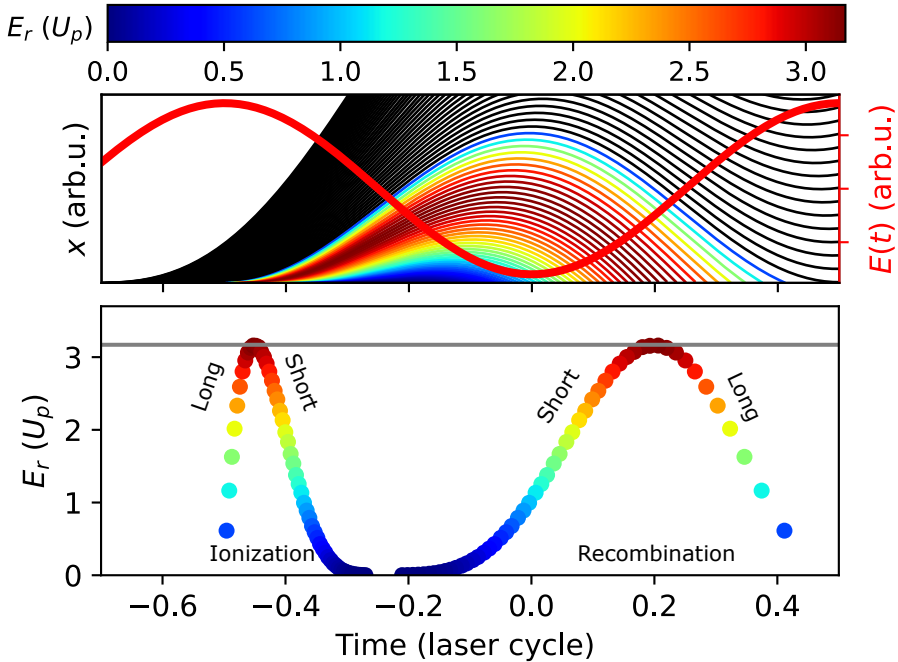 E_r (U_p)
0.0 0.5 1.0 1.5 2.0 2.5 3.0
x (arb.u.)
E(t) (arb.u.)
E_r (U_p)
3
2
1
0
Long
Short
Short
Long
Ionization
Recombination
−0.6 −0.4 −0.2 0.0 0.2 0.4
Time (laser cycle)